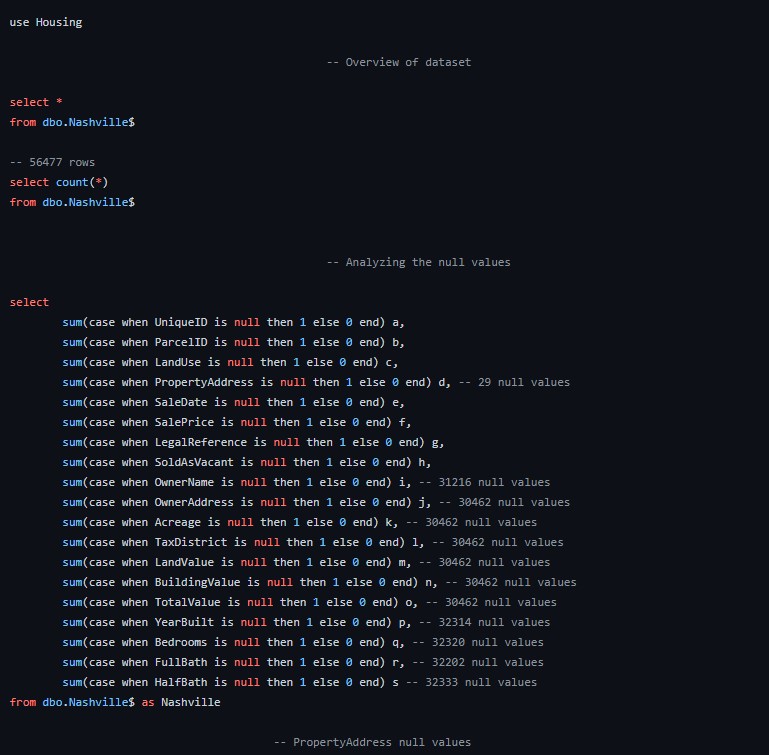 use Housing
-- Overview of dataset
select *
from dbo.Nashville$
-- 56477 rows
select count(*)
from dbo.Nashville$
-- Analyzing the null values
select
sum(case when UniqueID is null then 1 else 0 end) a,
sum(case when ParcelID is null then 1 else 0 end) b,
sum(case when LandUse is null then 1 else 0 end) c,
sum(case when PropertyAddress is null then 1 else 0 end) d, -- 29 null values
sum(case when SaleDate is null then 1 else 0 end) e,
sum(case when SalePrice is null then 1 else 0 end) f,
sum(case when LegalReference is null then 1 else 0 end) g,
sum(case when SoldAsVacant is null then 1 else 0 end) h,
sum(case when OwnerName is null then 1 else 0 end) i, -- 31216 null values
sum(case when OwnerAddress is null then 1 else 0 end) j, -- 30462 null values
sum(case when Acreage is null then 1 else 0 end) k, -- 30462 null values
sum(case when TaxDistrict is null then 1 else 0 end) l, -- 30462 null values
sum(case when LandValue is null then 1 else 0 end) m, -- 30462 null values
sum(case when BuildingValue is null then 1 else 0 end) n, -- 30462 null values
sum(case when TotalValue is null then 1 else 0 end) o, -- 30462 null values
sum(case when YearBuilt is null then 1 else 0 end) p, -- 32314 null values
sum(case when Bedrooms is null then 1 else 0 end) q, -- 32320 null values
sum(case when FullBath is null then 1 else 0 end) r, -- 32202 null values
sum(case when HalfBath is null then 1 else 0 end) s -- 32333 null values
from dbo.Nashville$ as Nashville
-- PropertyAddress null values